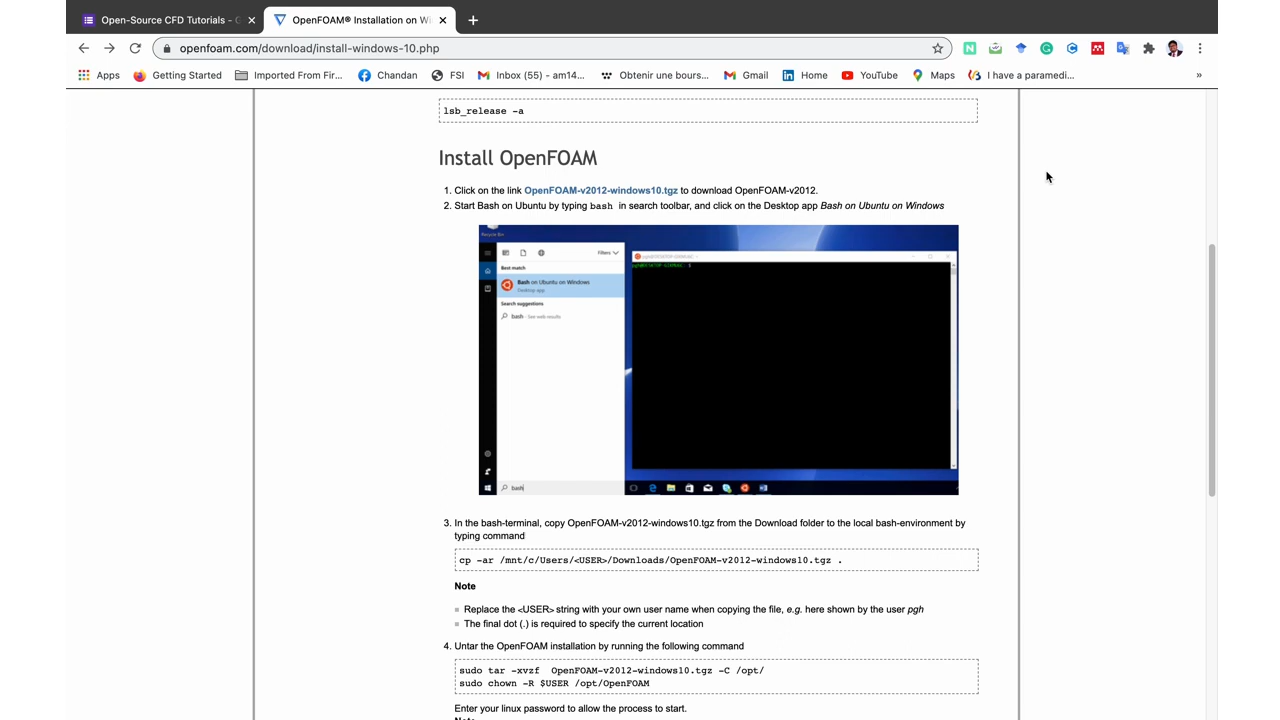 Open-Source CFD Tutorials - G
OpenFOAM® Installation on Wi
openfoam.com/download/install-windows-10.php
Apps
Getting Started
Imported From Fir...
Chandan
FSI
Inbox (55) - am14...
Obtenir une bours...
Gmail
Home
YouTube
Maps
I have a paramedi...
»
lsb_release -a
Install OpenFOAM
1. Click on the link OpenFOAM-v2012-windows10.tgz to download OpenFOAM-v2012.
2. Start Bash on Ubuntu by typing bash in search toolbar, and click on the Desktop app Bash on Ubuntu on Windows
Recycle Bin
Filters
Best match
Bash on Ubuntu on Windows
Desktop app
Search suggestions
bash - See web results
bash
3. In the bash-terminal, copy OpenFOAM-v2012-windows10.tgz from the Download folder to the local bash-environment by
typing command
cp -ar /mnt/c/Users/<USER>/Downloads/OpenFOAM-v2012-windows10.tgz .
Note
Replace the <USER> string with your own user name when copying the file, e.g. here shown by the user pgh
The final dot (.) is required to specify the current location
4. Untar the OpenFOAM installation by running the following command
sudo tar -xvzf  OpenFOAM-v2012-windows10.tgz -C /opt/
sudo chown -R $USER /opt/OpenFOAM
Enter your linux password to allow the process to start.
Note